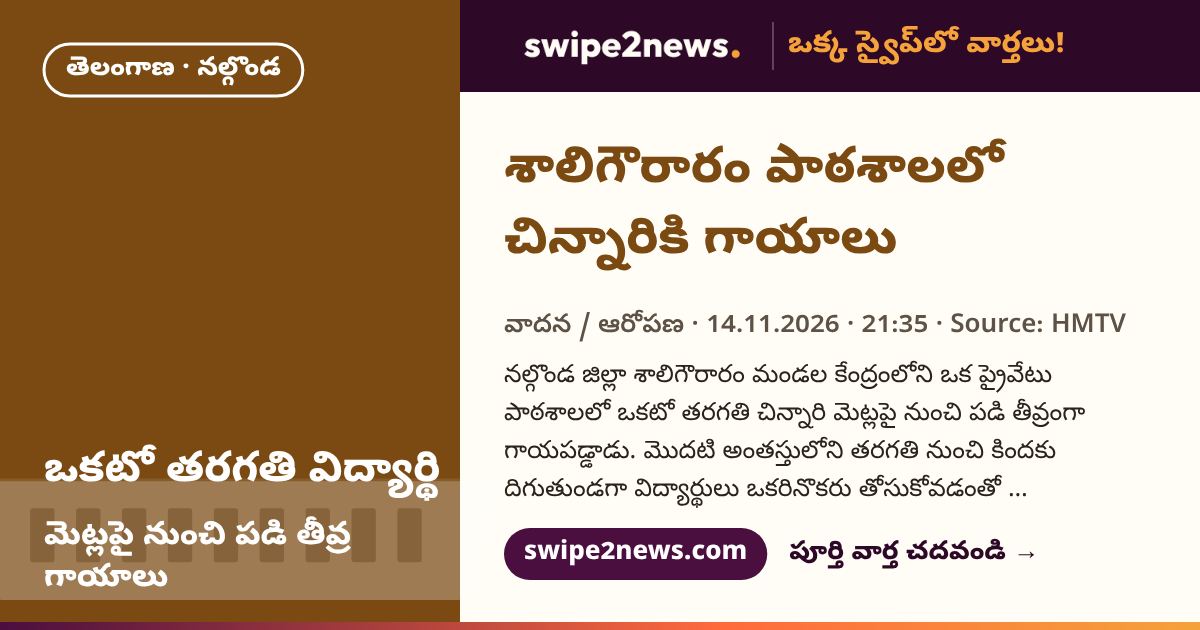 తెలంగాణ · నల్గొండ
ఒకటో తరగతి విద్యార్థి
మెట్లపై నుంచి పడి తీవ్ర
గాయాలు
swipe2news.
ఒక్క స్వైప్‌లో వార్తలు!
శాలిగౌరారం పాఠశాలలో
చిన్నారికి గాయాలు
వాదన / ఆరోపణ · 14.11.2026 · 21:35 · Source: HMTV
నల్గొండ జిల్లా శాలిగౌరారం మండల కేంద్రంలోని ఒక ప్రైవేటు
పాఠశాలలో ఒకటో తరగతి చిన్నారి మెట్లపై నుంచి పడి తీవ్రంగా
గాయపడ్డాడు. మొదటి అంతస్తులోని తరగతి నుంచి కిందకు
దిగుతుండగా విద్యార్థులు ఒకరినొకరు తోసుకోవడంతో ...
swipe2news.com
పూర్తి వార్త చదవండి →